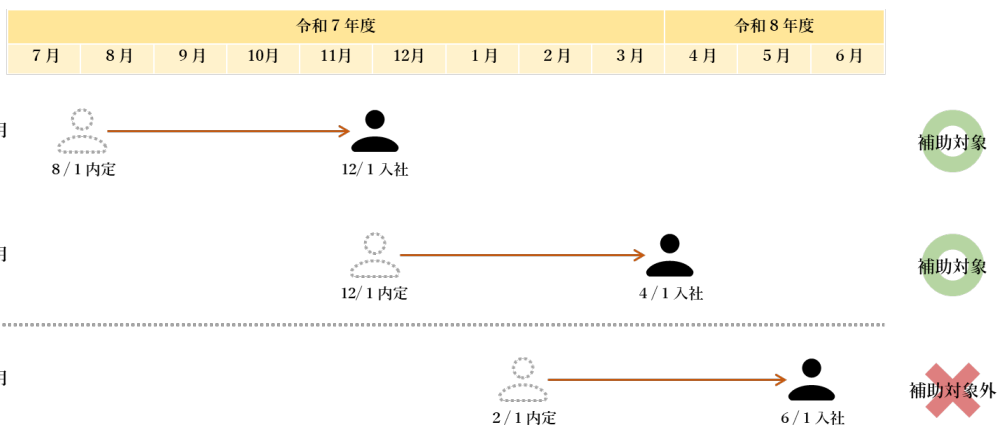 令和７年度 令和８年度
７月 ８月 ９月 10月 11月 12月 １月 ２月 ３月 ４月 ５月 ６月
月
補助対象
８/１内定 12/１入社
月
補助対象
12/１内定 ４/１入社
月
補助対象外
２/１内定 ６/１入社